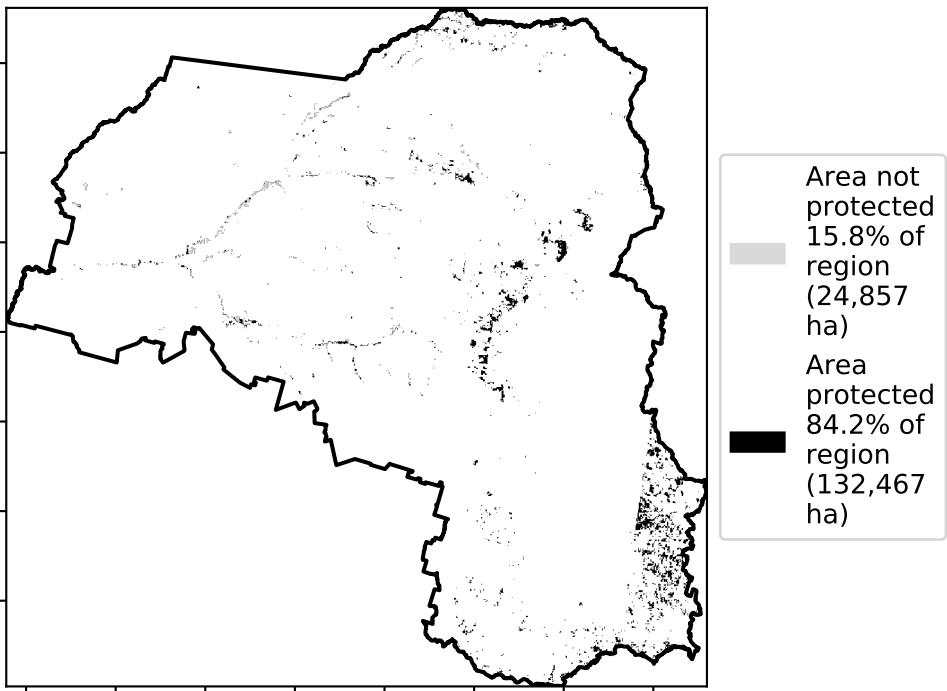 Area not
protected
15.8% of
region
(24,857
ha)
Area
protected
84.2% of
region
(132,467
ha)